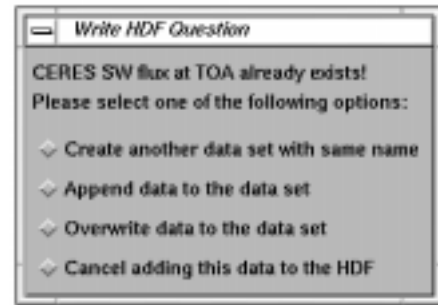 Write HDF Question
CERES SW flux at TOA already exists!
Please select one of the following options:
Create another data set with same name
Append data to the data set
Overwrite data to the data set
Cancel adding this data to the HDF